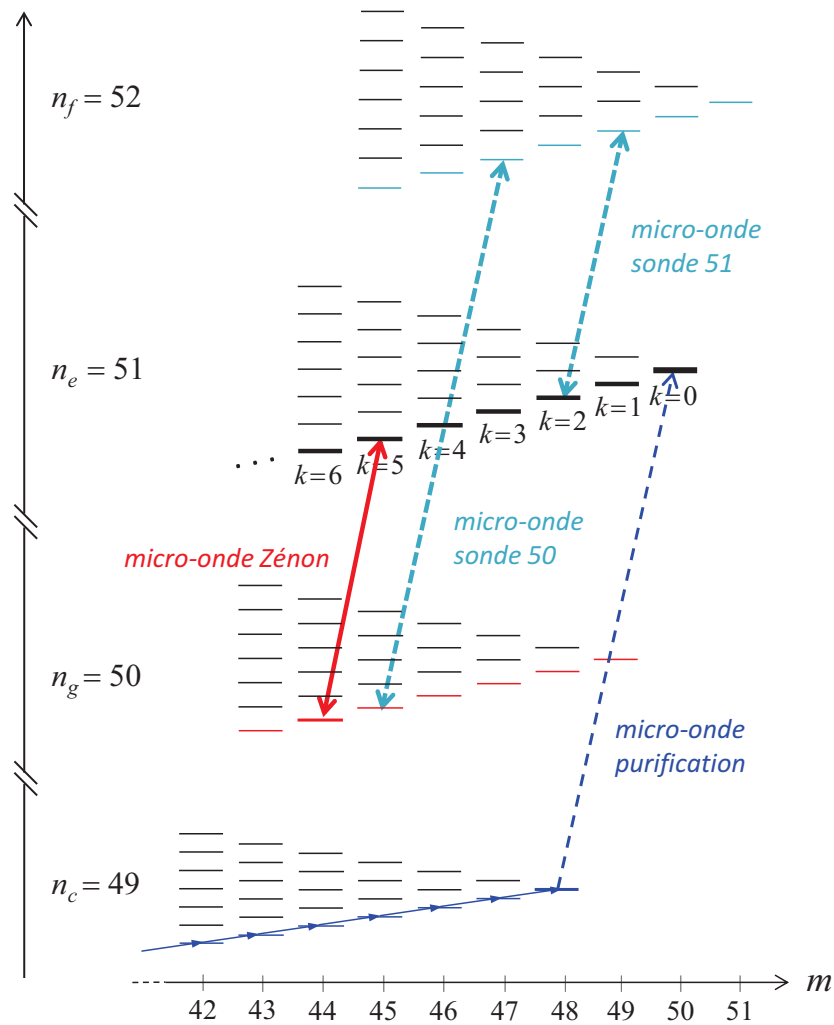 n_f = 52
micro-onde
sonde 51
n_e = 51
k=0
k=1
k=2
k=3
k=4
k=5
k=6
. . .
micro-onde Zénon
micro-onde
sonde 50
n_g = 50
micro-onde
purification
n_c = 49
m
42 43 44 45 46 47 48 49 50 51